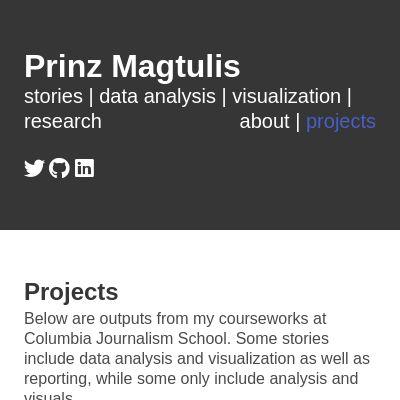 Prinz Magtulis
stories | data analysis | visualization |
research about | projects
Projects
Below are outputs from my courseworks at
Columbia Journalism School. Some stories
include data analysis and visualization as well as
reporting, while some only include analysis and
visuals.